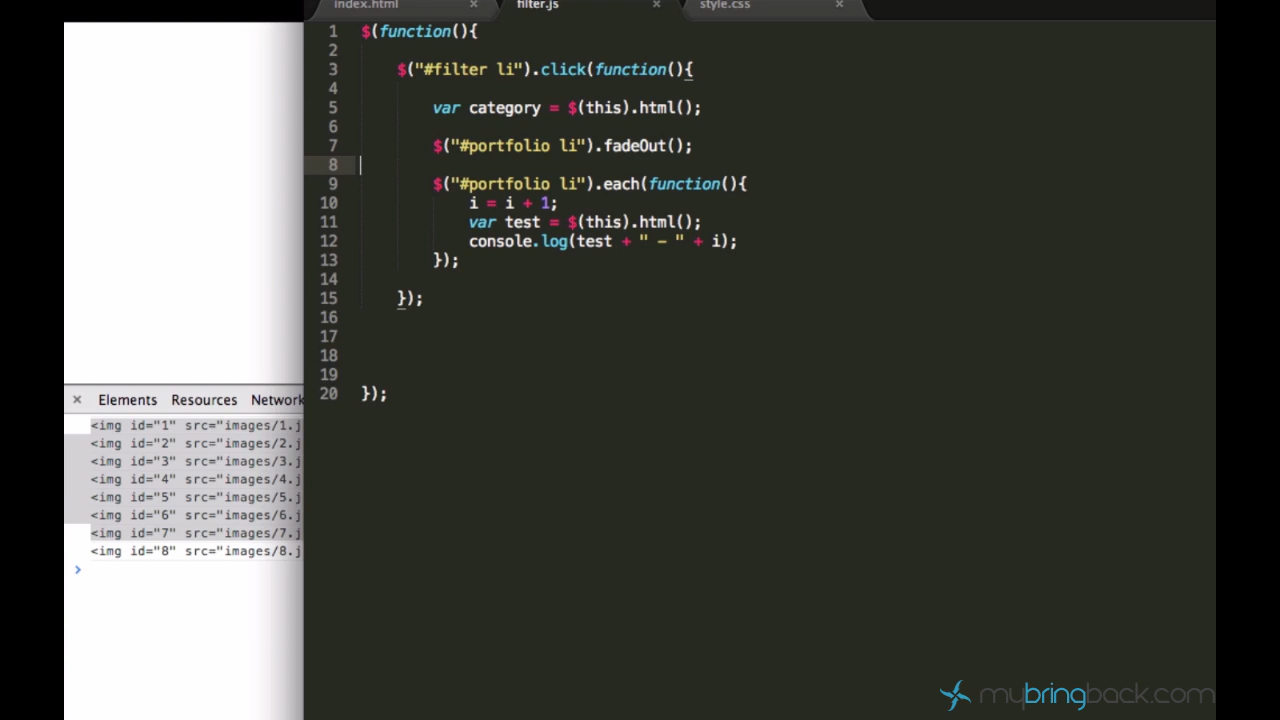 index.html × filter.js × style.css ×
1 $(function(){
2
3 $("#filter li").click(function(){
4
5 var category = $(this).html();
6
7 $("#portfolio li").fadeOut();
8
9 $("#portfolio li").each(function(){
10 i = i + 1;
11 var test = $(this).html();
12 console.log(test + " - " + i);
13 });
14
15 });
16
17
18
19
20 });
× Elements Resources Network
<img id="1" src="images/1.j
<img id="2" src="images/2.
<img id="3" src="images/3.
<img id="4" src="images/4.
<img id="5" src="images/5.
<img id="6" src="images/6.
<img id="7" src="images/7.j
<img id="8" src="images/8.j
>
mybringback.com